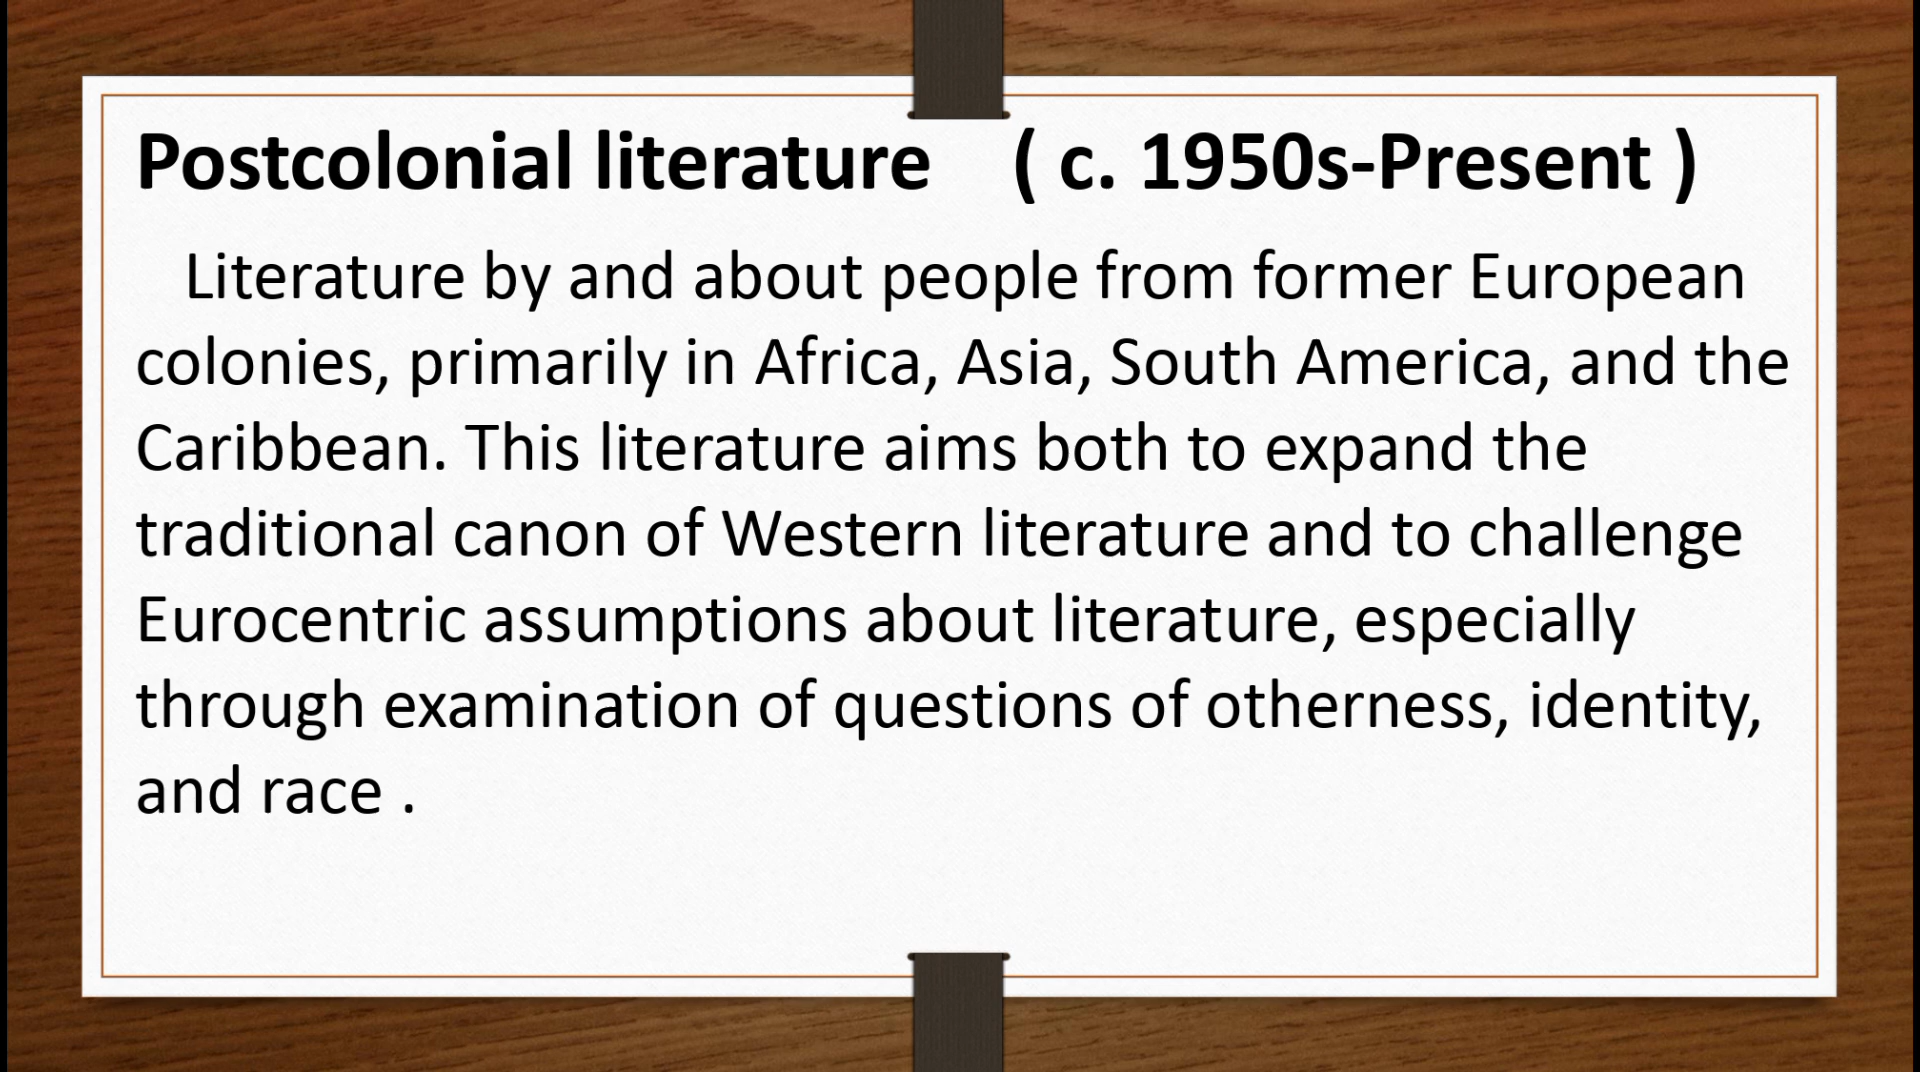 Postcolonial literature ( c. 1950s-Present )
Literature by and about people from former European
colonies, primarily in Africa, Asia, South America, and the
Caribbean. This literature aims both to expand the
traditional canon of Western literature and to challenge
Eurocentric assumptions about literature, especially
through examination of questions of otherness, identity,
and race .